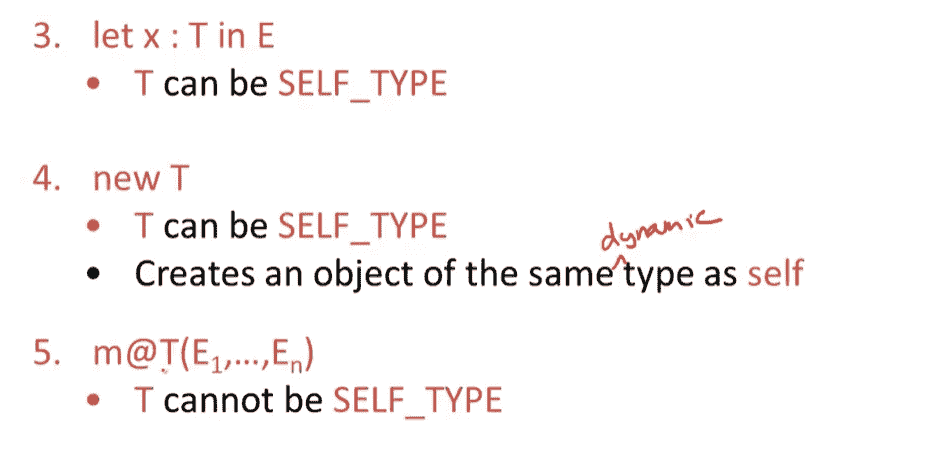 3. let x : T in E
• T can be SELF_TYPE
4. new T
• T can be SELF_TYPE
dynamic
• Creates an object of the same ^ type as self
5. m@T(E₁,...,Eₙ)
• T cannot be SELF_TYPE